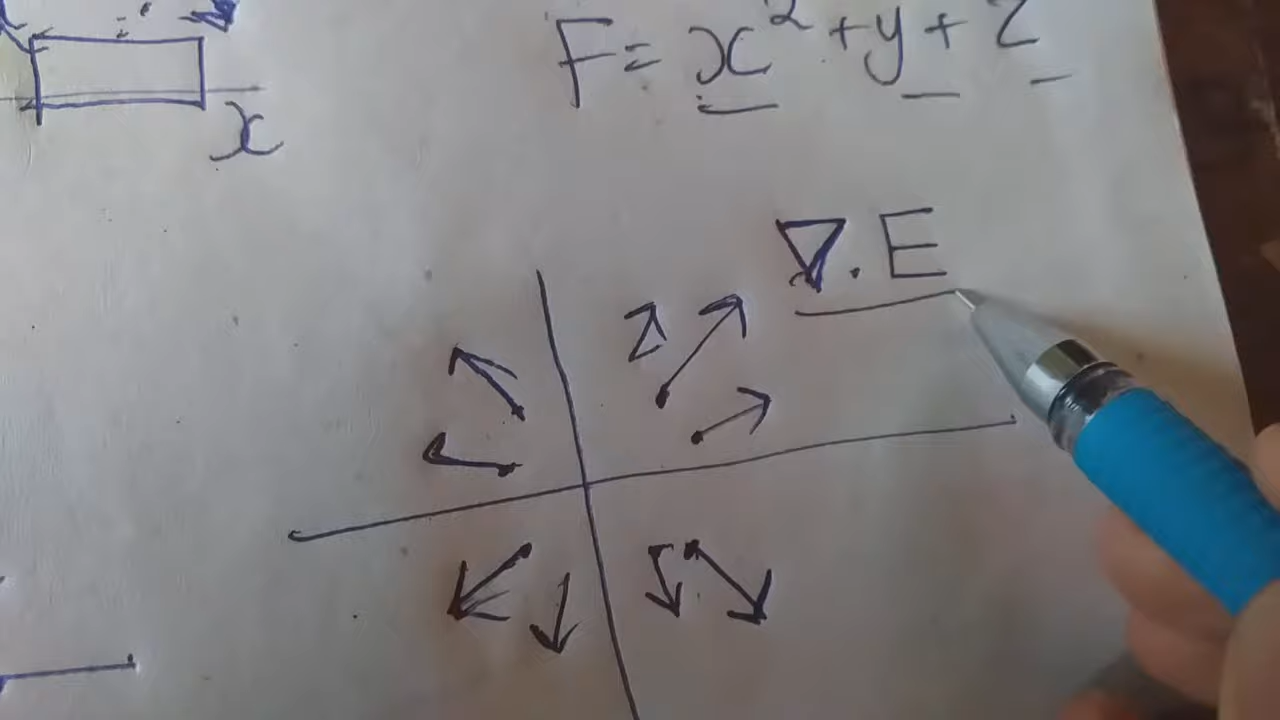 F = x² + y + z
x
∇ . E